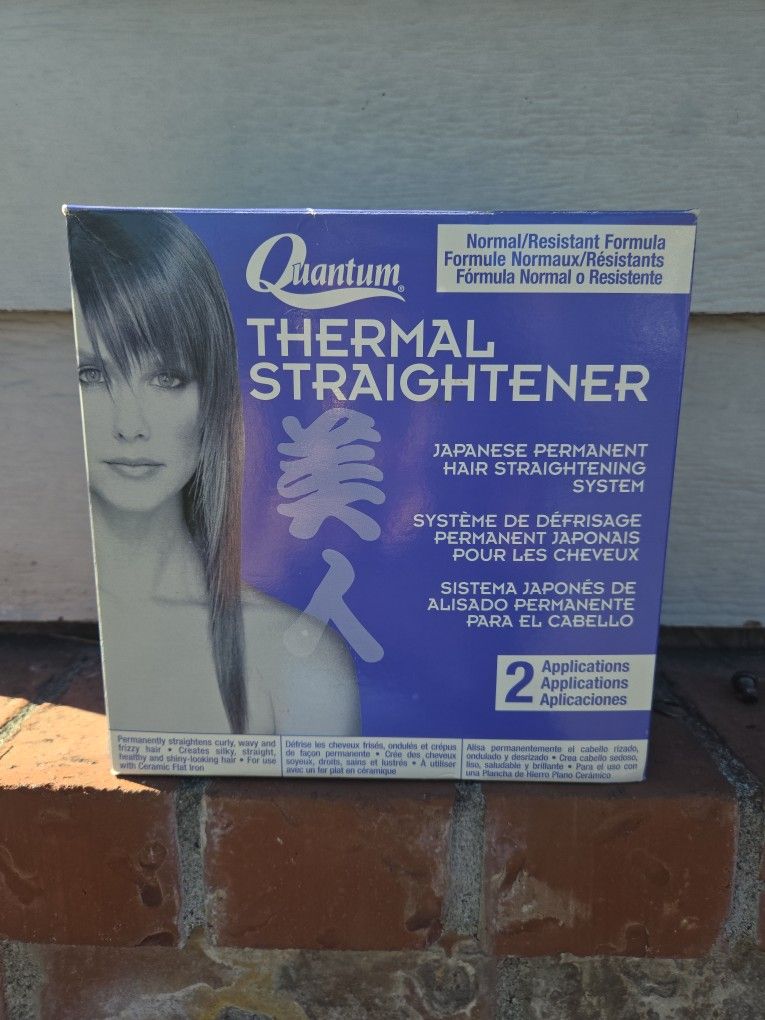 Quantum®
Normal/Resistant Formula
Formule Normaux/Résistants
Fórmula Normal o Resistente
THERMAL
STRAIGHTENER
美
人
JAPANESE PERMANENT
HAIR STRAIGHTENING
SYSTEM
SYSTÈME DE DÉFRISAGE
PERMANENT JAPONAIS
POUR LES CHEVEUX
SISTEMA JAPONÉS DE
ALISADO PERMANENTE
PARA EL CABELLO
2 Applications
Applications
Aplicaciones
Permanently straightens curly, wavy and
frizzy hair • Creates silky, straight,
healthy and shiny-looking hair • For use
with Ceramic Flat Iron
Défrise les cheveux frisés, ondulés et crépus
de façon permanente • Crée des cheveux
soyeux, droits, sains et lustrés • À utiliser
avec un fer plat en céramique
Alisa permanentemente el cabello rizado,
ondulado y desrizado • Crea cabello sedoso,
liso, saludable y brillante • Para el uso con
una Plancha de Hierro Plano Cerámico